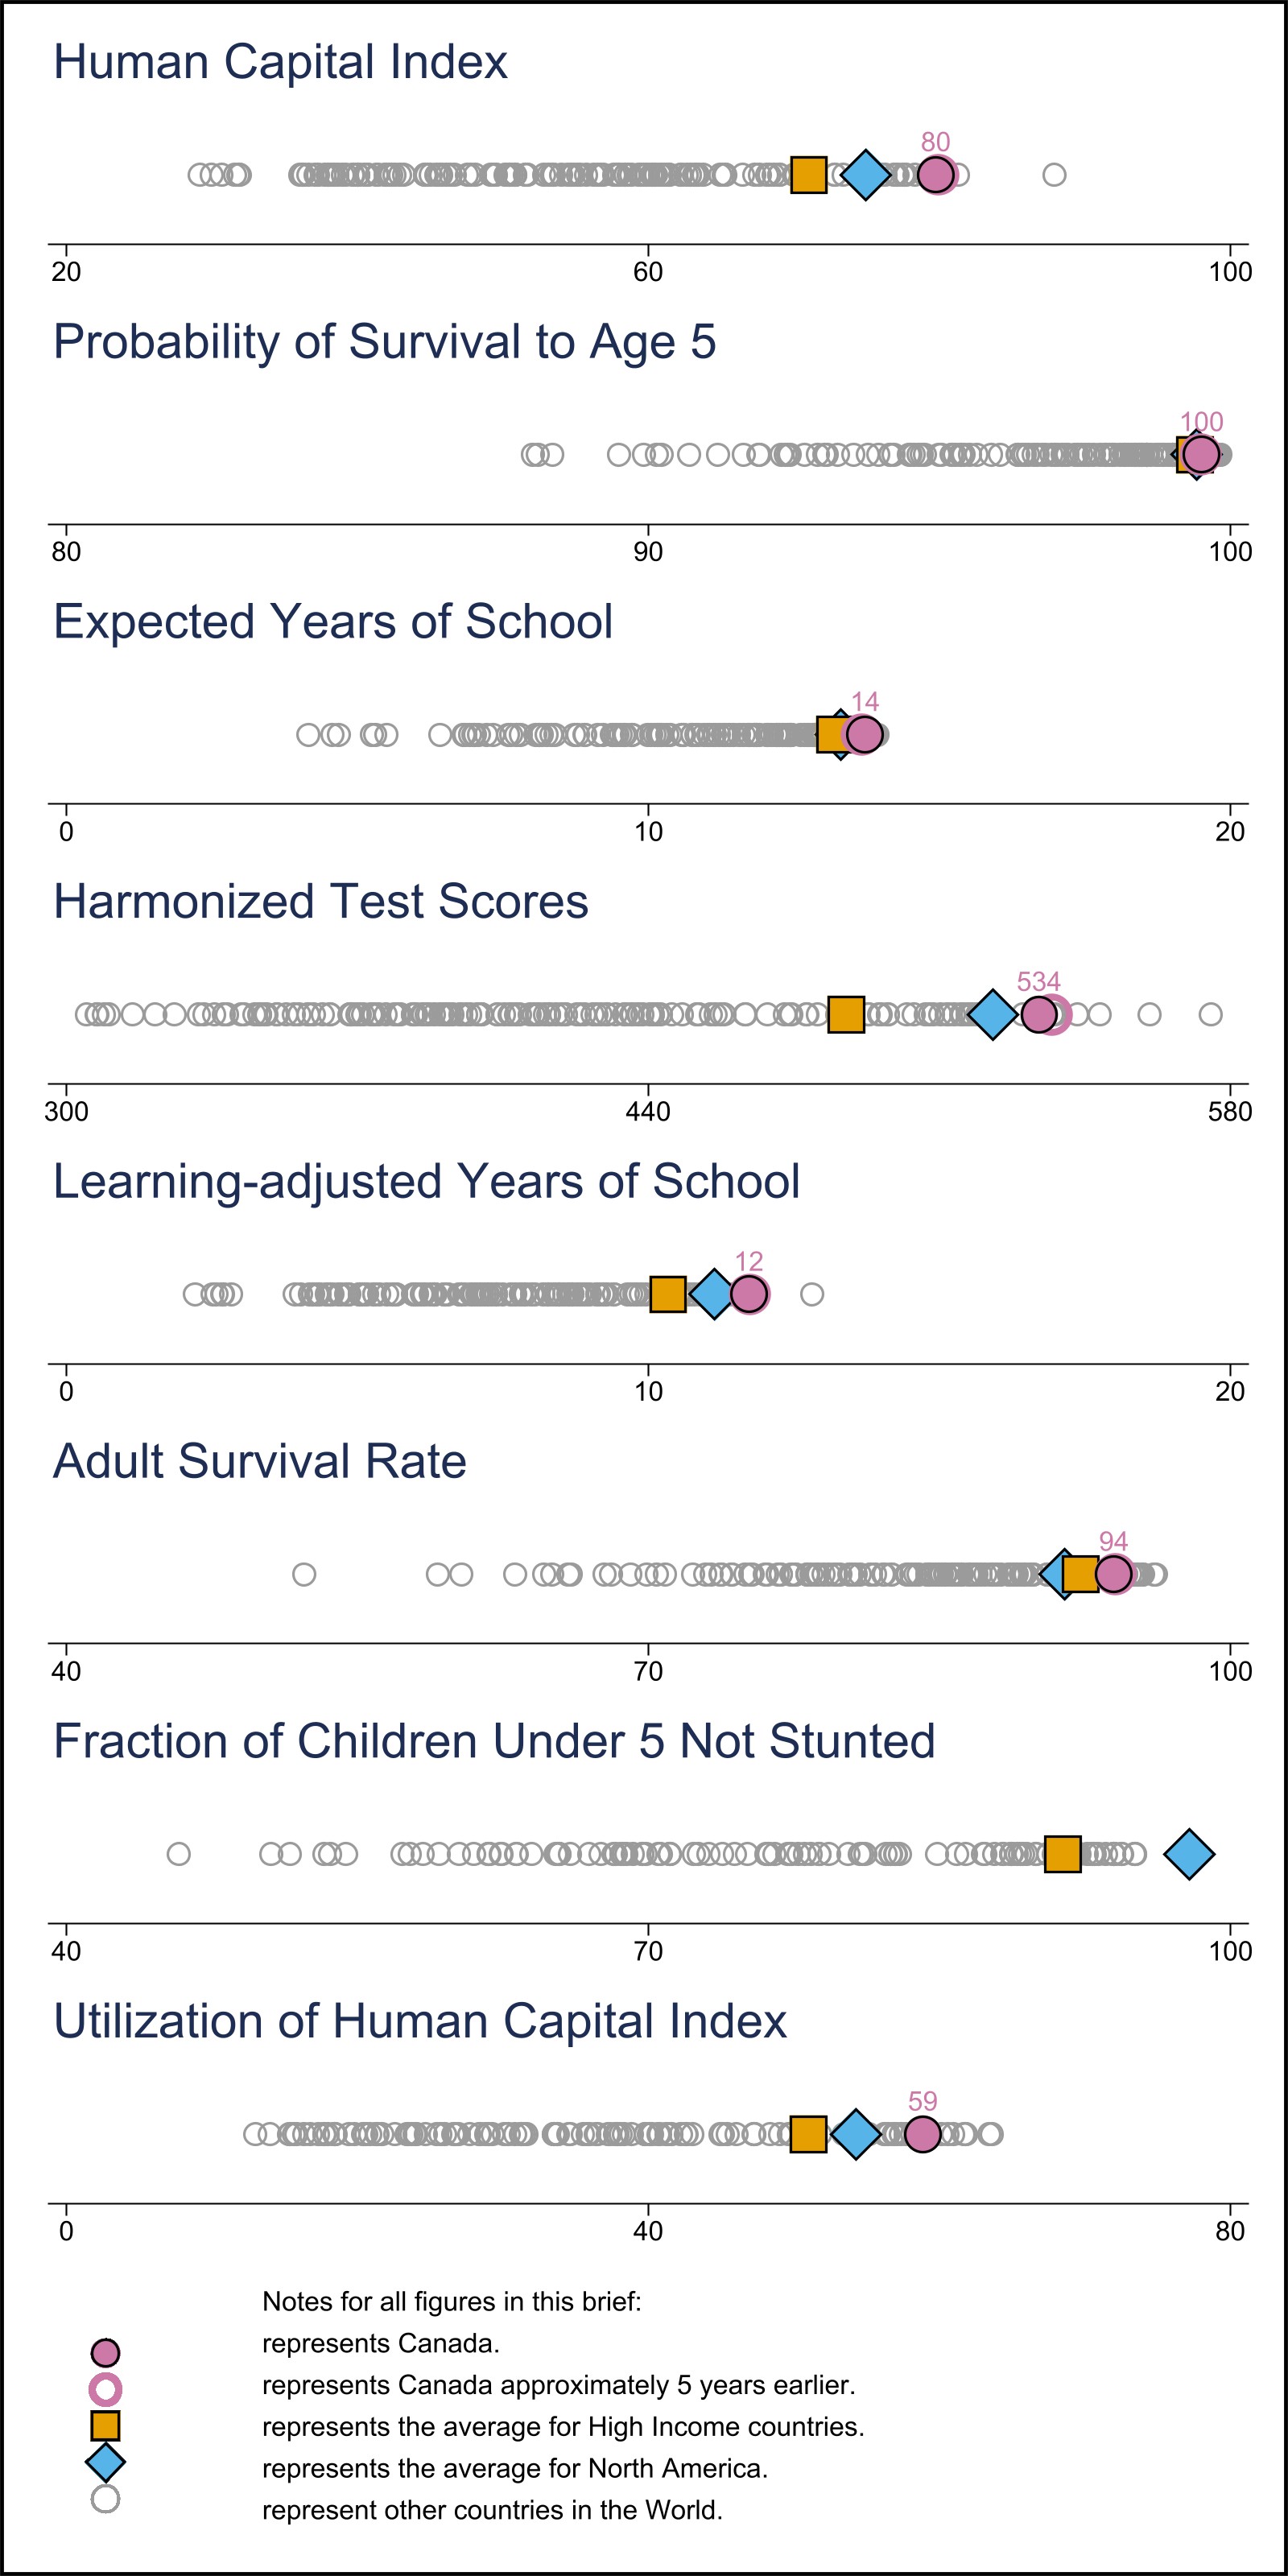 Human Capital Index
80
20 60 100
Probability of Survival to Age 5
100
80 90 100
Expected Years of School
14
0 10 20
Harmonized Test Scores
534
300 440 580
Learning-adjusted Years of School
12
0 10 20
Adult Survival Rate
94
40 70 100
Fraction of Children Under 5 Not Stunted
40 70 100
Utilization of Human Capital Index
59
0 40 80
Notes for all figures in this brief:
represents Canada.
represents Canada approximately 5 years earlier.
represents the average for High Income countries.
represents the average for North America.
represent other countries in the World.